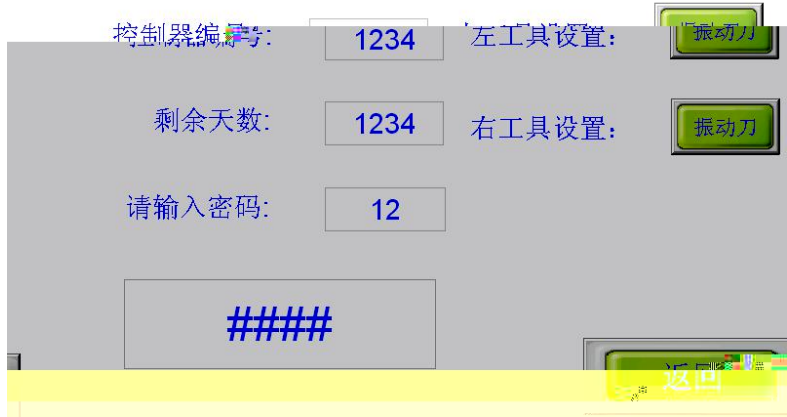 控制器编号: 1234 左工具设置: 振动刀
剩余天数: 1234 右工具设置: 振动刀
请输入密码: 12
####
返回